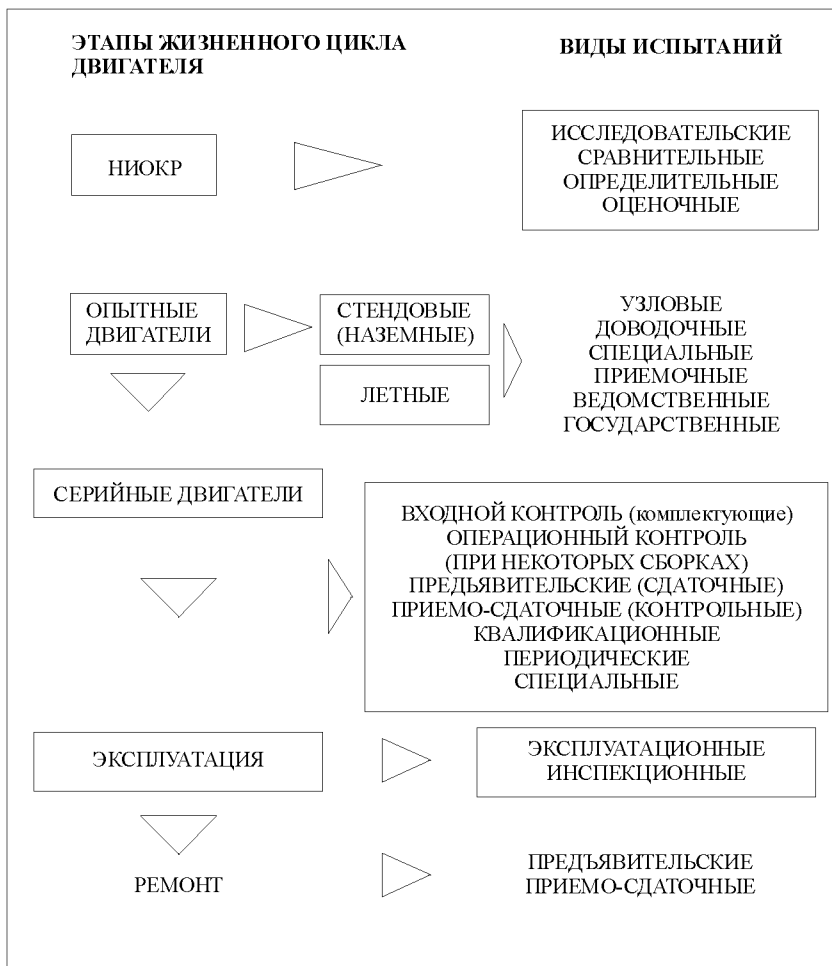 ЭТАПЫ ЖИЗНЕННОГО ЦИКЛА
ДВИГАТЕЛЯ
ВИДЫ ИСПЫТАНИЙ
НИОКР
ИССЛЕДОВАТЕЛЬСКИЕ
СРАВНИТЕЛЬНЫЕ
ОПРЕДЕЛИТЕЛЬНЫЕ
ОЦЕНОЧНЫЕ
ОПЫТНЫЕ
ДВИГАТЕЛИ
СТЕНДОВЫЕ
(НАЗЕМНЫЕ)
ЛЕТНЫЕ
УЗЛОВЫЕ
ДОВОДОЧНЫЕ
СПЕЦИАЛЬНЫЕ
ПРИЕМОЧНЫЕ
ВЕДОМСТВЕННЫЕ
ГОСУДАРСТВЕННЫЕ
СЕРИЙНЫЕ ДВИГАТЕЛИ
ВХОДНОЙ КОНТРОЛЬ (комплектующие)
ОПЕРАЦИОННЫЙ КОНТРОЛЬ
(ПРИ НЕКОТОРЫХ СБОРКАХ)
ПРЕДЬЯВИТЕЛЬСКИЕ (СДАТОЧНЫЕ)
ПРИЕМО-СДАТОЧНЫЕ (КОНТРОЛЬНЫЕ)
КВАЛИФИКАЦИОННЫЕ
ПЕРИОДИЧЕСКИЕ
СПЕЦИАЛЬНЫЕ
ЭКСПЛУАТАЦИЯ
ЭКСПЛУАТАЦИОННЫЕ
ИНСПЕКЦИОННЫЕ
РЕМОНТ
ПРЕДЪЯВИТЕЛЬСКИЕ
ПРИЕМО-СДАТОЧНЫЕ